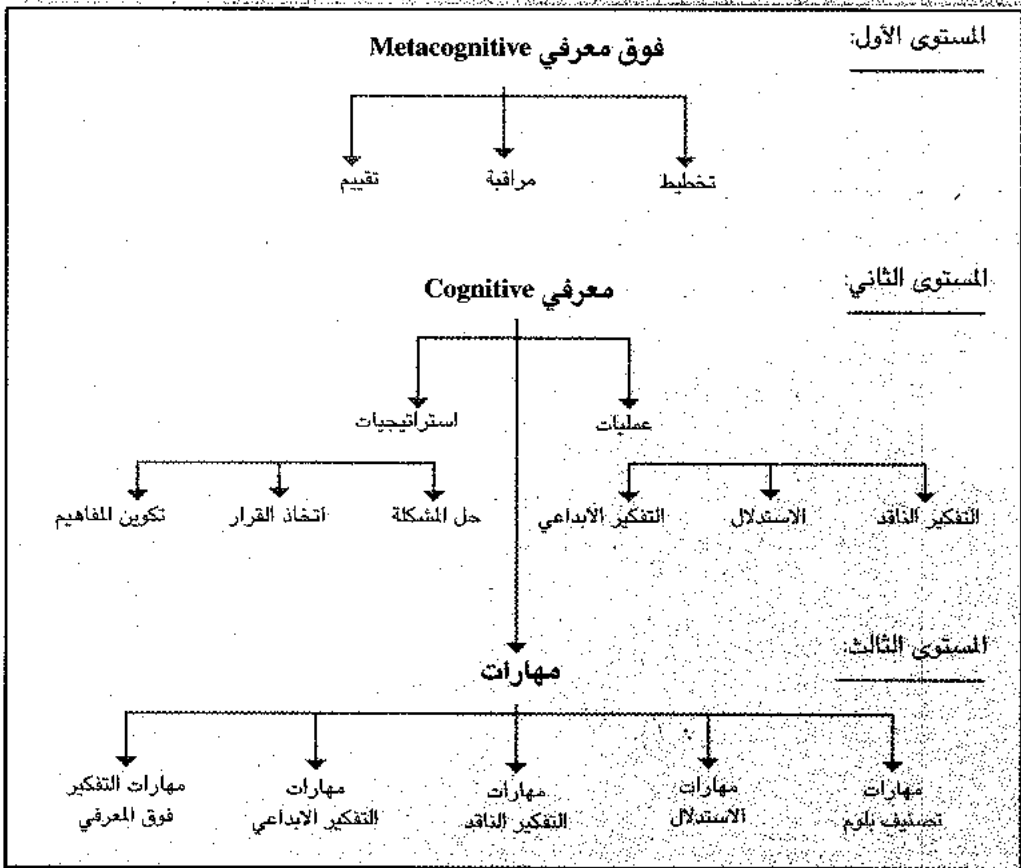 المستوى الأول:
فوق معرفي Metacognitive
تخطيط
مراقبة
تقييم
المستوى الثاني:
معرفي Cognitive
عمليات
استراتيجيات
التفكير الناقد
الاستدلال
التفكير الابداعي
حل المشكلة
اتخاذ القرار
تكوين المفاهيم
المستوى الثالث:
مهارات
مهارات
تصنيف بلوم
مهارات
الاستدلال
مهارات
التفكير الناقد
مهارات
التفكير الابداعي
مهارات التفكير
فوق المعرفي